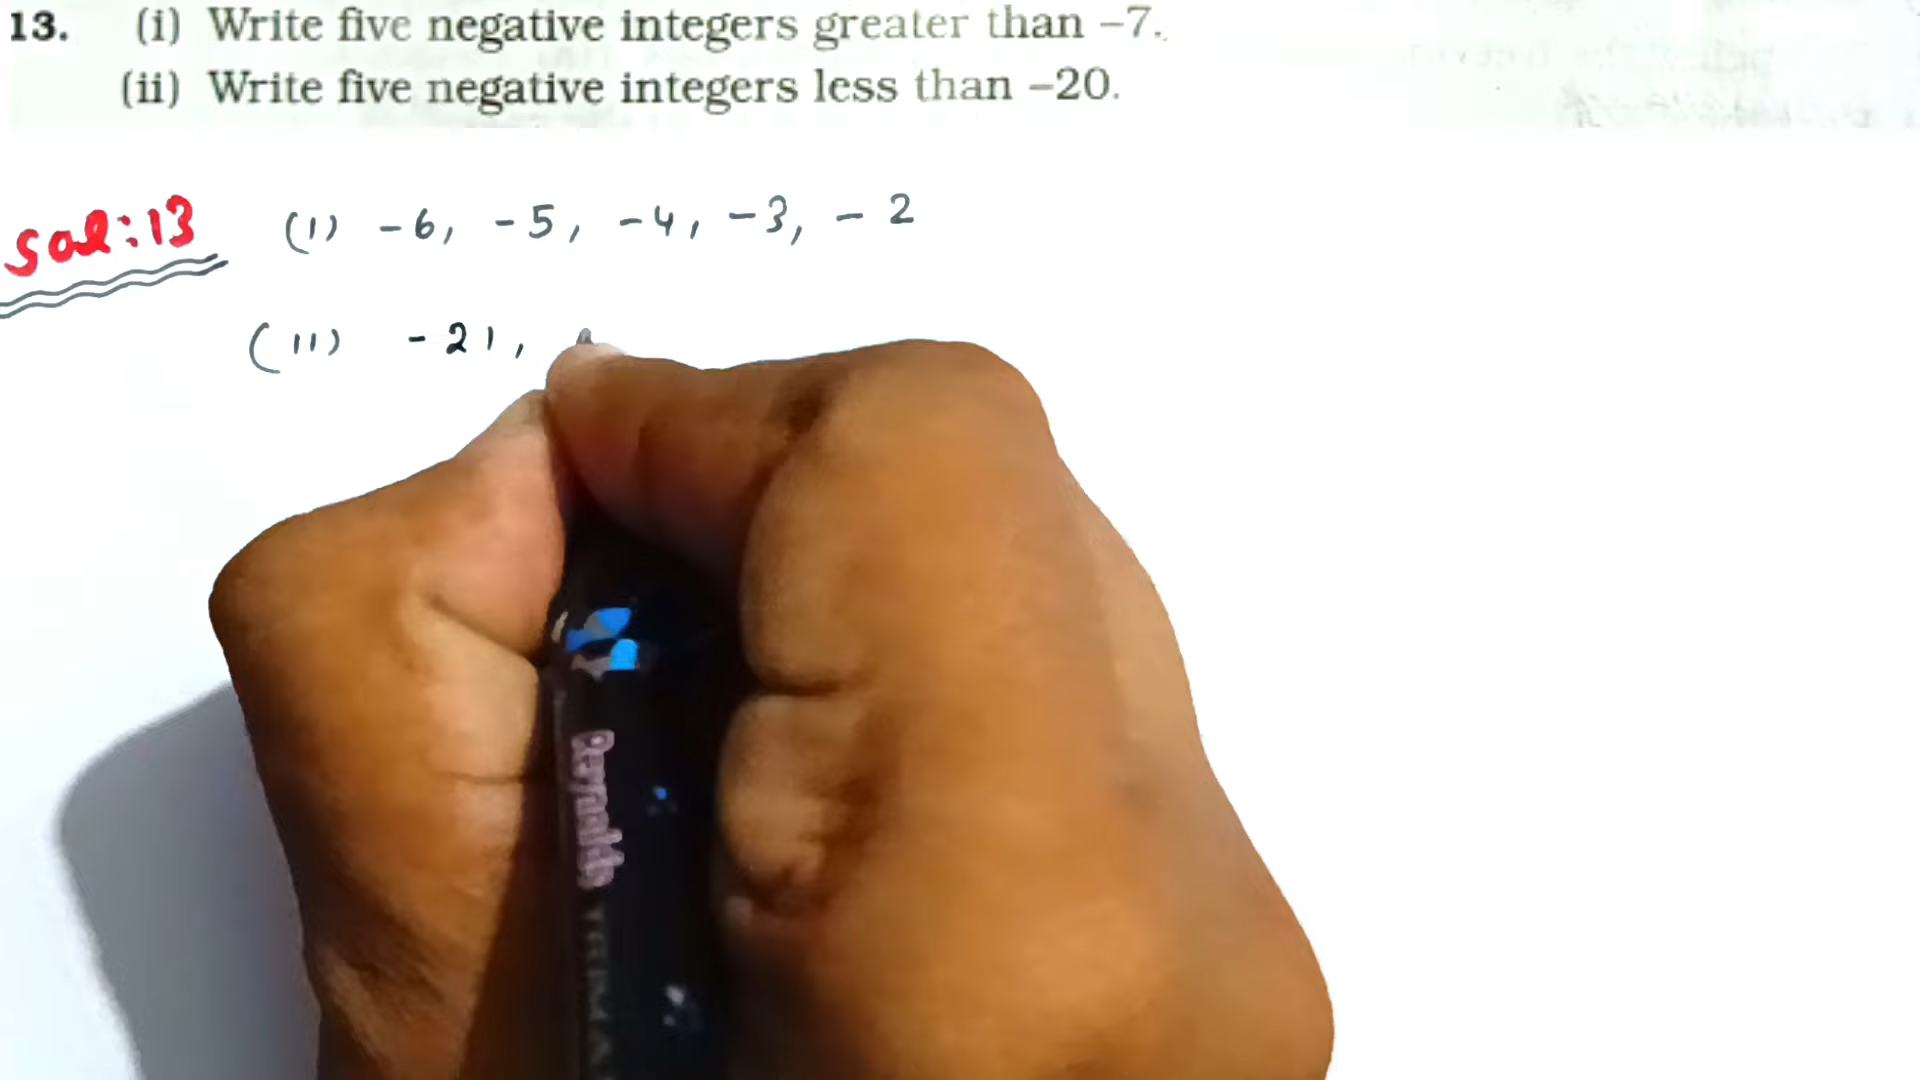 13. (i) Write five negative integers greater than –7.
(ii) Write five negative integers less than –20.
Sol:13 (i) -6, -5, -4, -3, -2
(ii) -21,
Reynolds